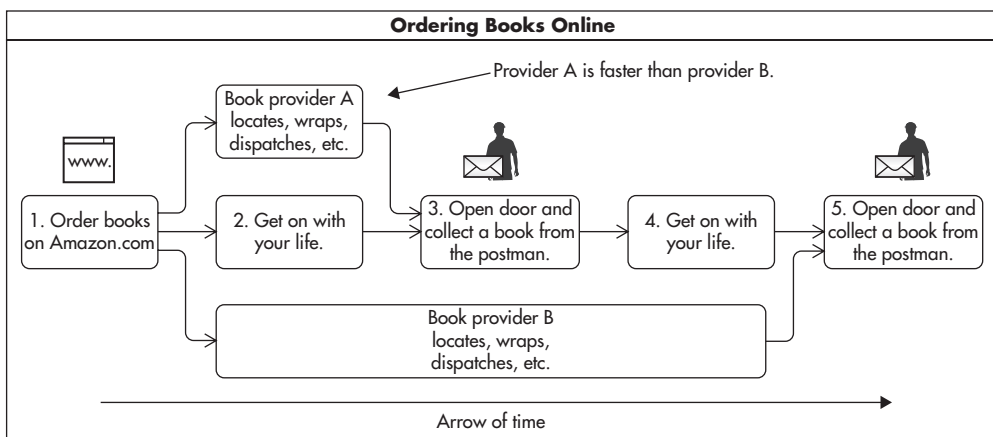 Ordering Books Online
Provider A is faster than provider B.
Book provider A
locates, wraps,
dispatches, etc.
www.
1. Order books
on Amazon.com
2. Get on with
your life.
3. Open door and
collect a book from
the postman.
4. Get on with
your life.
5. Open door and
collect a book from
the postman.
Book provider B
locates, wraps,
dispatches, etc.
Arrow of time